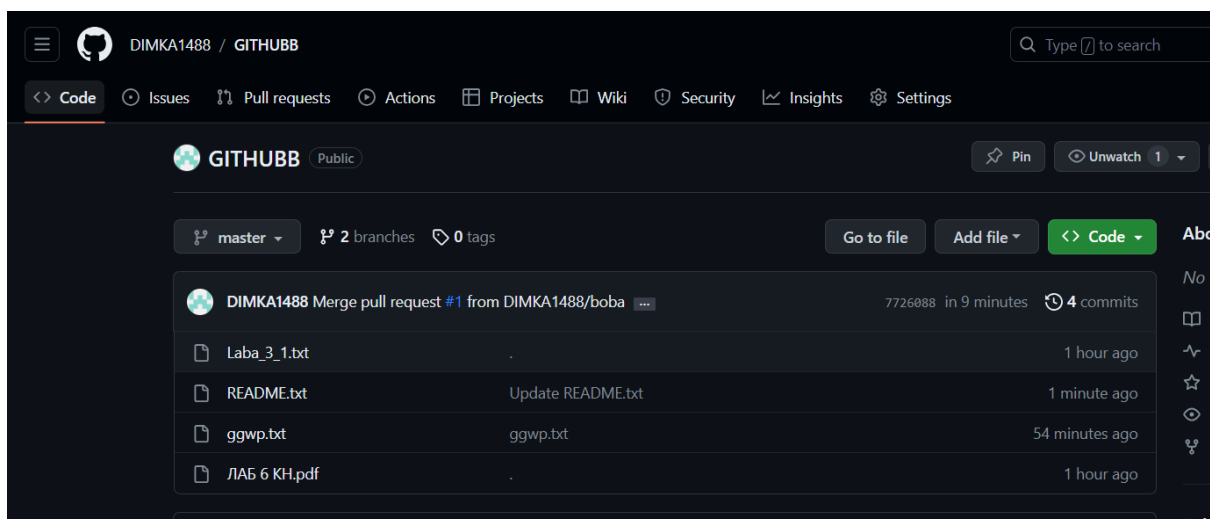 DIMKA1488 / GITHUBB
Type / to search
<> Code Issues Pull requests Actions Projects Wiki Security Insights Settings
GITHUBB Public Pin Unwatch 1
master 2 branches 0 tags Go to file Add file <> Code
DIMKA1488 Merge pull request #1 from DIMKA1488/boba ... 7726088 in 9 minutes 4 commits
Laba_3_1.txt . 1 hour ago
README.txt Update README.txt 1 minute ago
ggwp.txt ggwp.txt 54 minutes ago
ЛАБ 6 КН.pdf . 1 hour ago
Abo
No